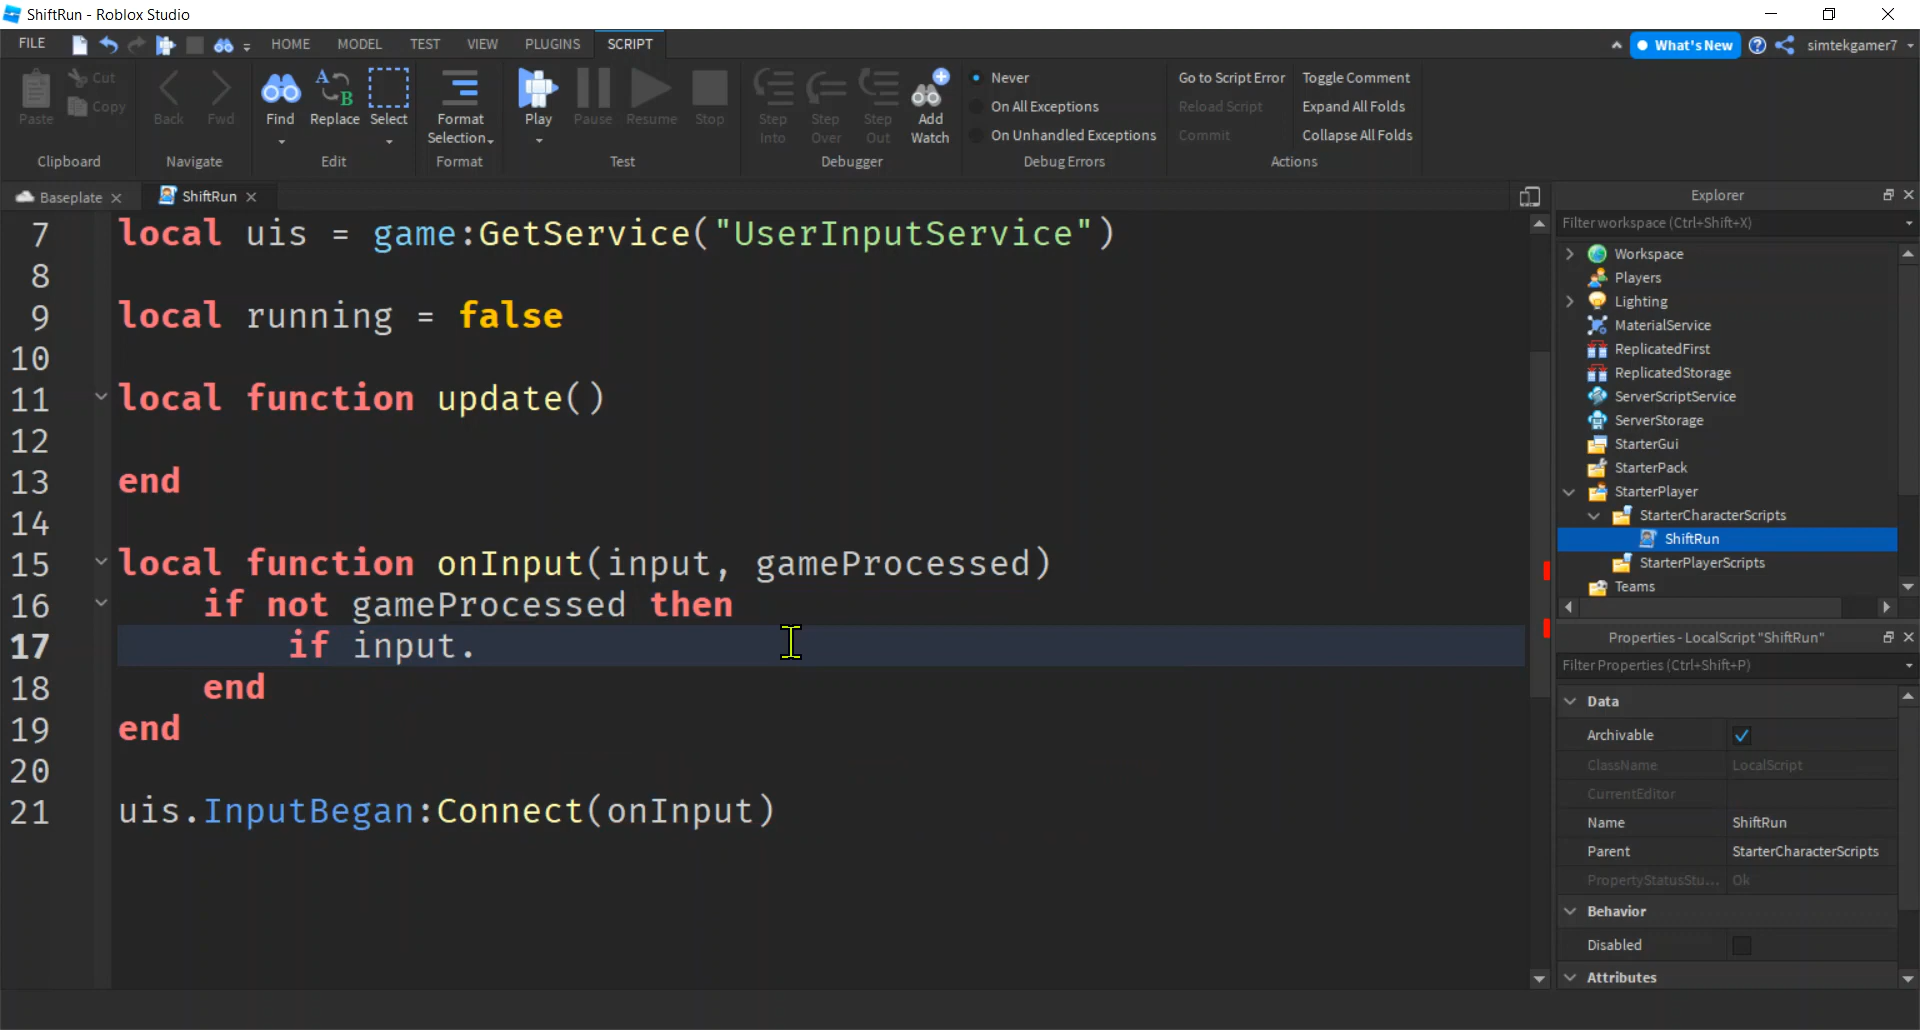 ShiftRun - Roblox Studio
FILE HOME MODEL TEST VIEW PLUGINS SCRIPT What's New simtekgamer7
Paste Cut Copy Clipboard
Back Fwd Navigate
Find Replace Select Edit
Format Selection Format
Play Pause Resume Stop Test
Step Into Step Over Step Out Add Watch Debugger
Never
On All Exceptions
On Unhandled Exceptions
Debug Errors
Go to Script Error Toggle Comment
Reload Script Expand All Folds
Commit Collapse All Folds
Actions
Baseplate ShiftRun
7 local uis = game:GetService("UserInputService")
8
9 local running = false
10
11 local function update()
12
13 end
14
15 local function onInput(input, gameProcessed)
16 if not gameProcessed then
17 if input.
18 end
19 end
20
21 uis.InputBegan:Connect(onInput)
Explorer
Filter workspace (Ctrl+Shift+X)
Workspace
Players
Lighting
MaterialService
ReplicatedFirst
ReplicatedStorage
ServerScriptService
ServerStorage
StarterGui
StarterPack
StarterPlayer
StarterCharacterScripts
ShiftRun
StarterPlayerScripts
Teams
Properties - LocalScript "ShiftRun"
Filter Properties (Ctrl+Shift+P)
Data
Archivable
ClassName LocalScript
CurrentEditor
Name ShiftRun
Parent StarterCharacterScripts
PropertyStatusStu... Ok
Behavior
Disabled
Attributes